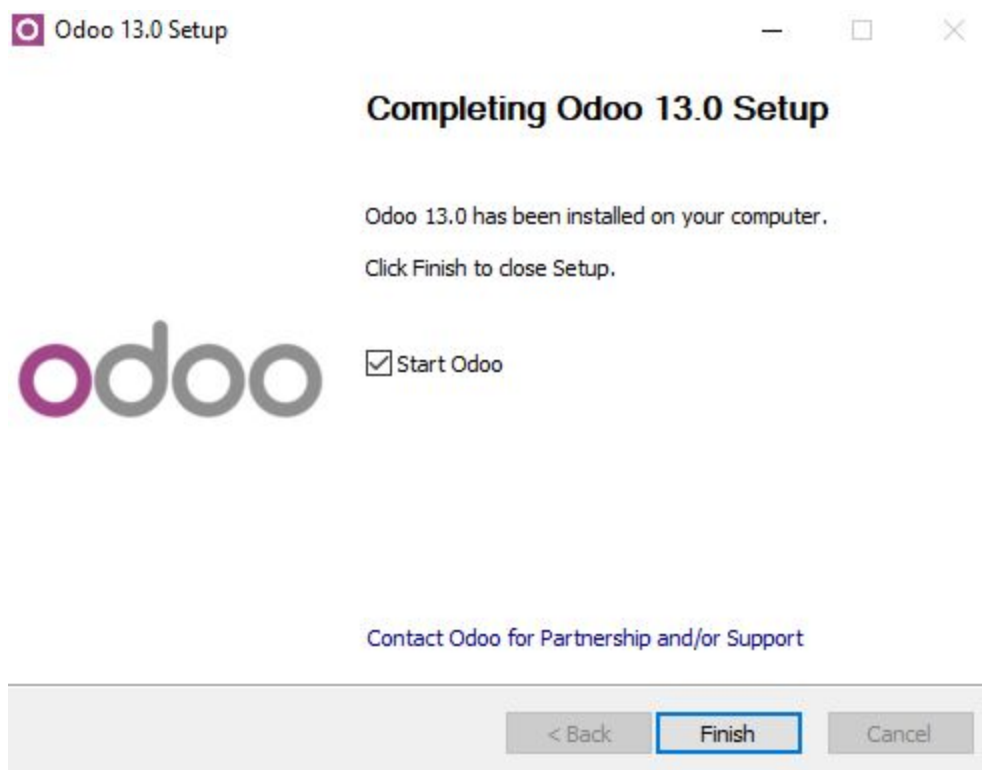 Odoo 13.0 Setup
Completing Odoo 13.0 Setup
Odoo 13.0 has been installed on your computer.
Click Finish to close Setup.
odoo
Start Odoo
Contact Odoo for Partnership and/or Support
< Back
Finish
Cancel